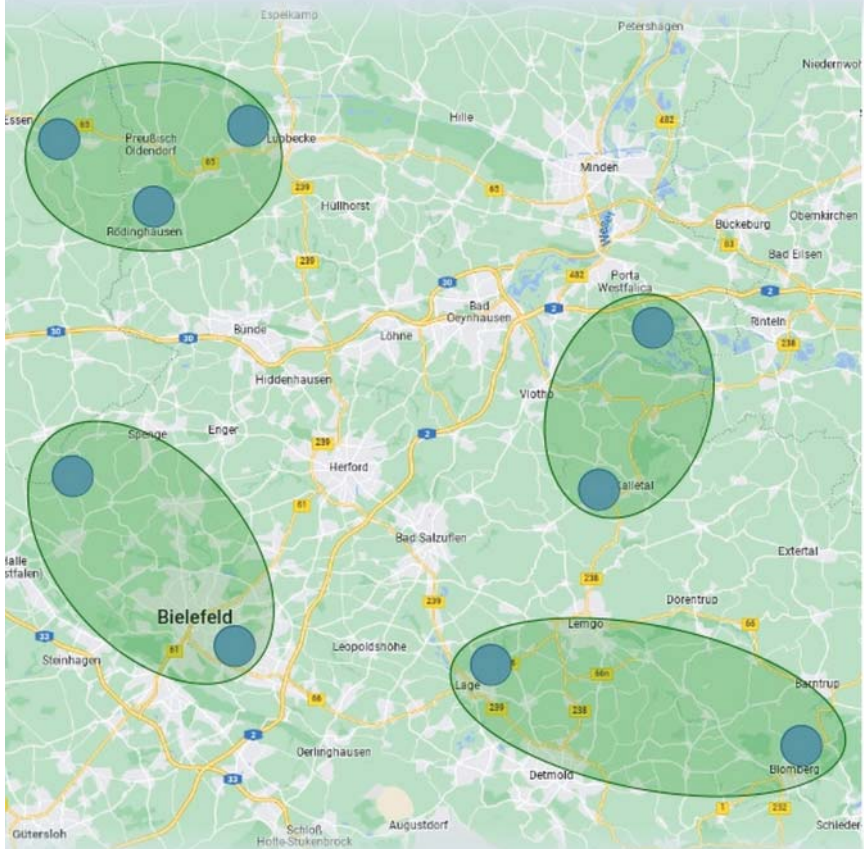 Espelkamp
Petershagen
Essen
65
Preußisch
Oldendorf
65
Lübbecke
Hille
482
Niedernwoh
Minden
239
65
Rödinghausen
Hüllhorst
Weser
Bückeburg
Obernkirchen
83
Bad Eilsen
239
482
Porta
Westfalica
30
2
30
Bünde
30
Löhne
Bad
Oeynhausen
2
Rinteln
238
Hiddenhausen
Vlotho
Spenge
Enger
239
2
Herford
61
Kalletal
Bad Salzuflen
Halle
stfalen)
Extertal
238
239
Dörentrup
Bielefeld
33
Lemgo
66
Leopoldshöhe
61
Steinhagen
66n
Lage
Barntrup
66
239
238
2
Oerlinghausen
33
Detmold
Blomberg
1
252
Gütersloh
Schloß
Holte-Stukenbrock
Augustdorf
Schieder-